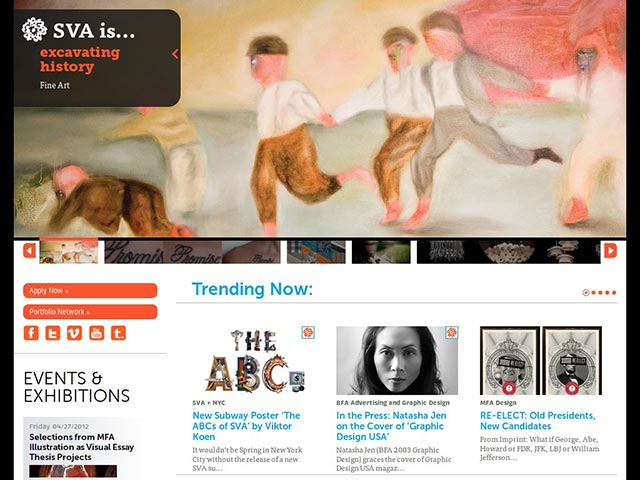 SVA is...
excavating
history
Fine Art
Promis
Promise
Apply Now »
Portfolio Network »
Trending Now:
EVENTS &
EXHIBITIONS
Friday 04/27/2012
Selections from MFA
Illustration as Visual Essay
Thesis Projects
THE
ABCs
SVA + NYC
New Subway Poster 'The
ABCs of SVA' by Viktor
Koen
It wouldn't be Spring in New York
City without the release of a new
SVA su...
BFA Advertising and Graphic Design
In the Press: Natasha Jen
on the Cover of 'Graphic
Design USA'
Natasha Jen (BFA 2003 Graphic
Design) graces the cover of Graphic
Design USA magaz...
MFA Design
RE-ELECT: Old Presidents,
New Candidates
From Imprint: What if George, Abe,
Howard or FDR, JFK, LBJ or William
Jefferson...